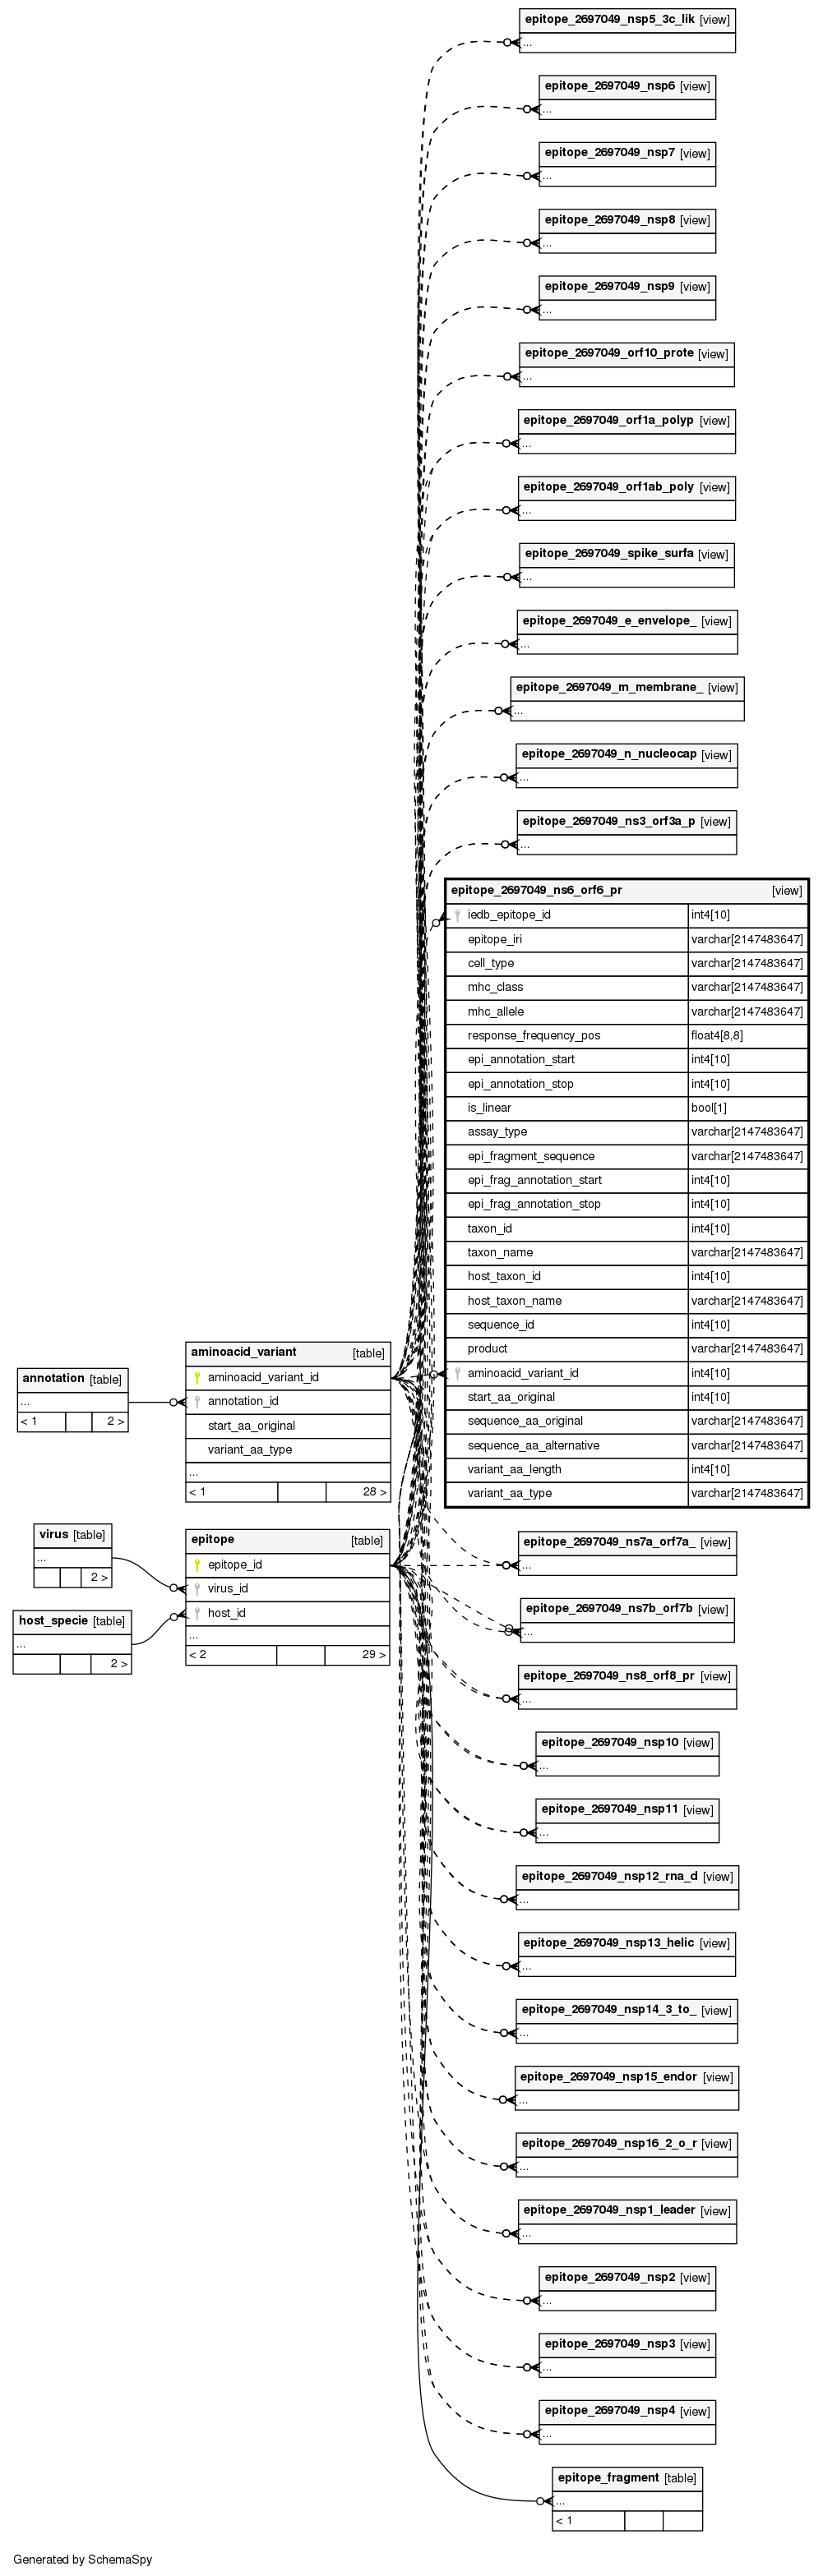 epitope_2697049_nsp5_3c_lik [view]
...
epitope_2697049_nsp6 [view]
...
epitope_2697049_nsp7 [view]
...
epitope_2697049_nsp8 [view]
...
epitope_2697049_nsp9 [view]
...
epitope_2697049_orf10_prote [view]
...
epitope_2697049_orf1a_polyp [view]
...
epitope_2697049_orf1ab_poly [view]
...
epitope_2697049_spike_surfa [view]
...
epitope_2697049_e_envelope_ [view]
...
epitope_2697049_m_membrane_ [view]
...
epitope_2697049_n_nucleocap [view]
...
epitope_2697049_ns3_orf3a_p [view]
...
epitope_2697049_ns6_orf6_pr [view]
iedb_epitope_id int4[10]
epitope_iri varchar[2147483647]
cell_type varchar[2147483647]
mhc_class varchar[2147483647]
mhc_allele varchar[2147483647]
response_frequency_pos float4[8,8]
epi_annotation_start int4[10]
epi_annotation_stop int4[10]
is_linear bool[1]
assay_type varchar[2147483647]
epi_fragment_sequence varchar[2147483647]
epi_frag_annotation_start int4[10]
epi_frag_annotation_stop int4[10]
taxon_id int4[10]
taxon_name varchar[2147483647]
host_taxon_id int4[10]
host_taxon_name varchar[2147483647]
sequence_id int4[10]
product varchar[2147483647]
aminoacid_variant_id int4[10]
start_aa_original int4[10]
sequence_aa_original varchar[2147483647]
sequence_aa_alternative varchar[2147483647]
variant_aa_length int4[10]
variant_aa_type varchar[2147483647]
annotation [table]
...
< 1 2 >
aminoacid_variant [table]
aminoacid_variant_id
annotation_id
start_aa_original
variant_aa_type
...
< 1 28 >
virus [table]
...
2 >
host_specie [table]
...
2 >
epitope [table]
epitope_id
virus_id
host_id
...
< 2 29 >
epitope_2697049_ns7a_orf7a_ [view]
...
epitope_2697049_ns7b_orf7b [view]
...
epitope_2697049_ns8_orf8_pr [view]
...
epitope_2697049_nsp10 [view]
...
epitope_2697049_nsp11 [view]
...
epitope_2697049_nsp12_rna_d [view]
...
epitope_2697049_nsp13_helic [view]
...
epitope_2697049_nsp14_3_to_ [view]
...
epitope_2697049_nsp15_endor [view]
...
epitope_2697049_nsp16_2_o_r [view]
...
epitope_2697049_nsp1_leader [view]
...
epitope_2697049_nsp2 [view]
...
epitope_2697049_nsp3 [view]
...
epitope_2697049_nsp4 [view]
...
epitope_fragment [table]
...
< 1
Generated by SchemaSpy